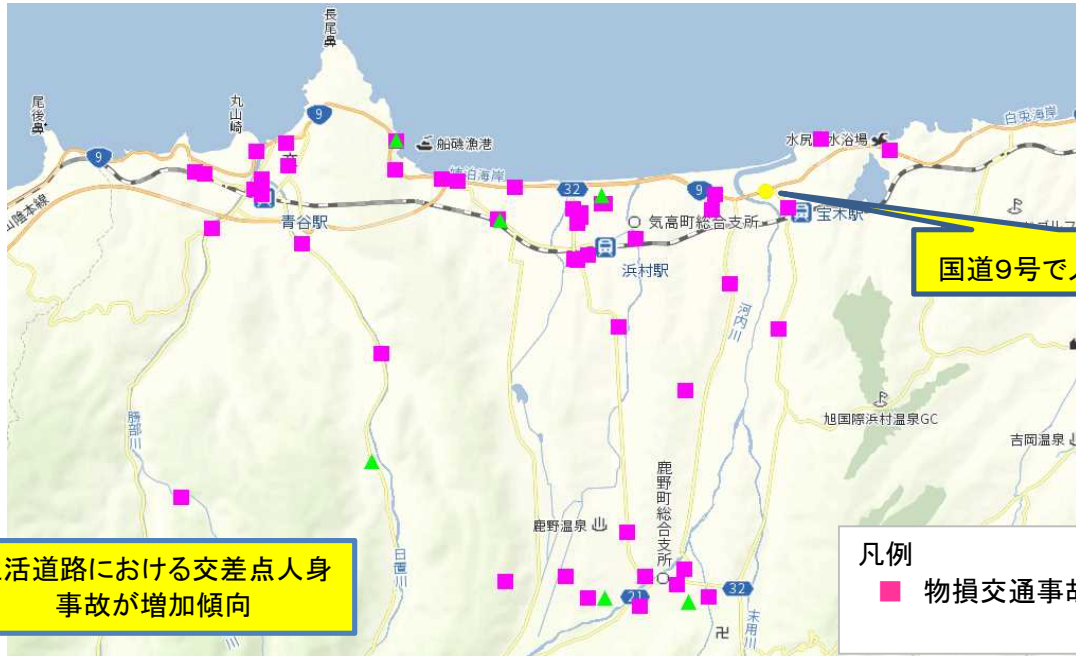 長尾鼻
尾後鼻
丸山崎
9
9
船磯漁港
白兎海岸
水尻
水浴場
32
9
山陰本線
青谷駅
気高町総合支所
宝木駅
浜村駅
国道9号で
河内川
勝部川
旭国際浜村温泉GC
吉岡温泉
鹿野町総合支所
鹿野温泉
活道路における交差点人身
事故が増加傾向
日置川
21
32
末用川
凡例
物損交通事故